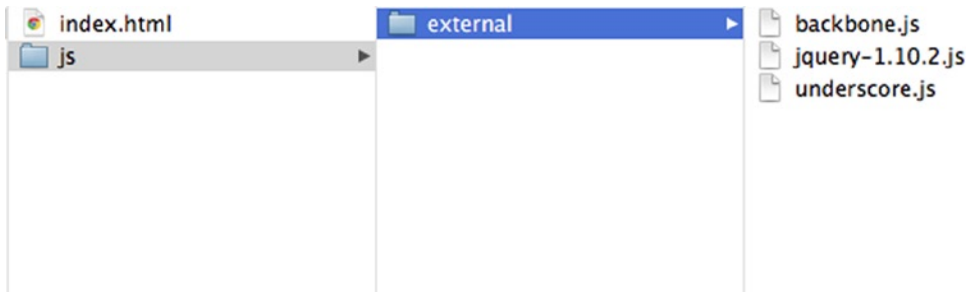 index.html
js
external
backbone.js
jquery-1.10.2.js
underscore.js